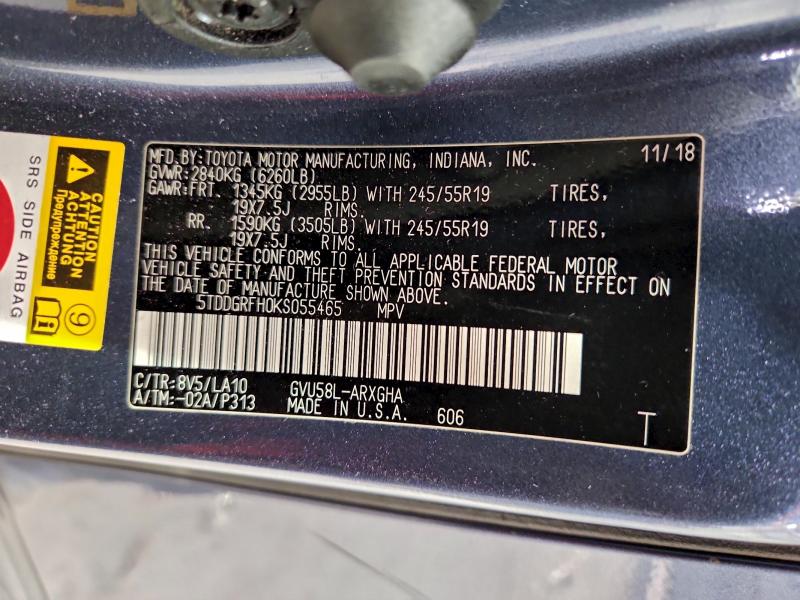 MFD. BY: TOYOTA MOTOR MANUFACTURING, INDIANA, INC. 11/18
GVWR: 2840KG (6260LB)
GAWR: FRT. 1345KG (2955LB) WITH 245/55R19 TIRES,
19X7.5J RIMS.
RR. 1590KG (3505LB) WITH 245/55R19 TIRES,
19X7.5J RIMS.
THIS VEHICLE CONFORMS TO ALL APPLICABLE FEDERAL MOTOR
VEHICLE SAFETY AND THEFT PREVENTION STANDARDS IN EFFECT ON
THE DATE OF MANUFACTURE SHOWN ABOVE.
5TDDGRFH0KS055465 MPV
C/TR: 8V5/LA10 GVU58L-ARXGHA
A/TM: -02A/P313 MADE IN U.S.A. 606
T
SRS SIDE AIRBAG
CAUTION
ATTENTION
ACHTUNG
Предупреждение
9